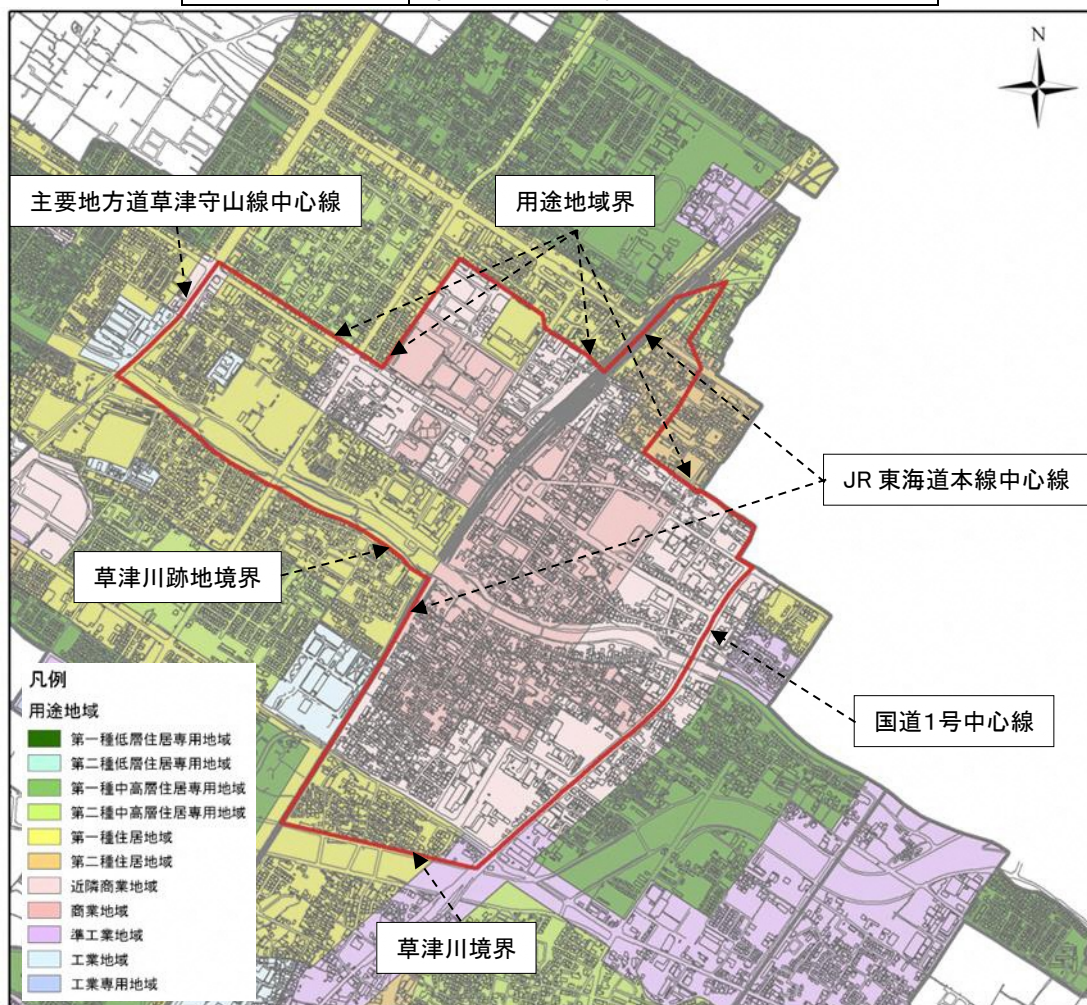 N
主要地方道草津守山線中心線
用途地域界
JR 東海道本線中心線
草津川跡地境界
国道1号中心線
草津川境界
凡例
用途地域
第一種低層住居専用地域
第二種低層住居専用地域
第一種中高層住居専用地域
第二種中高層住居専用地域
第一種住居地域
第二種住居地域
近隣商業地域
商業地域
準工業地域
工業地域
工業専用地域